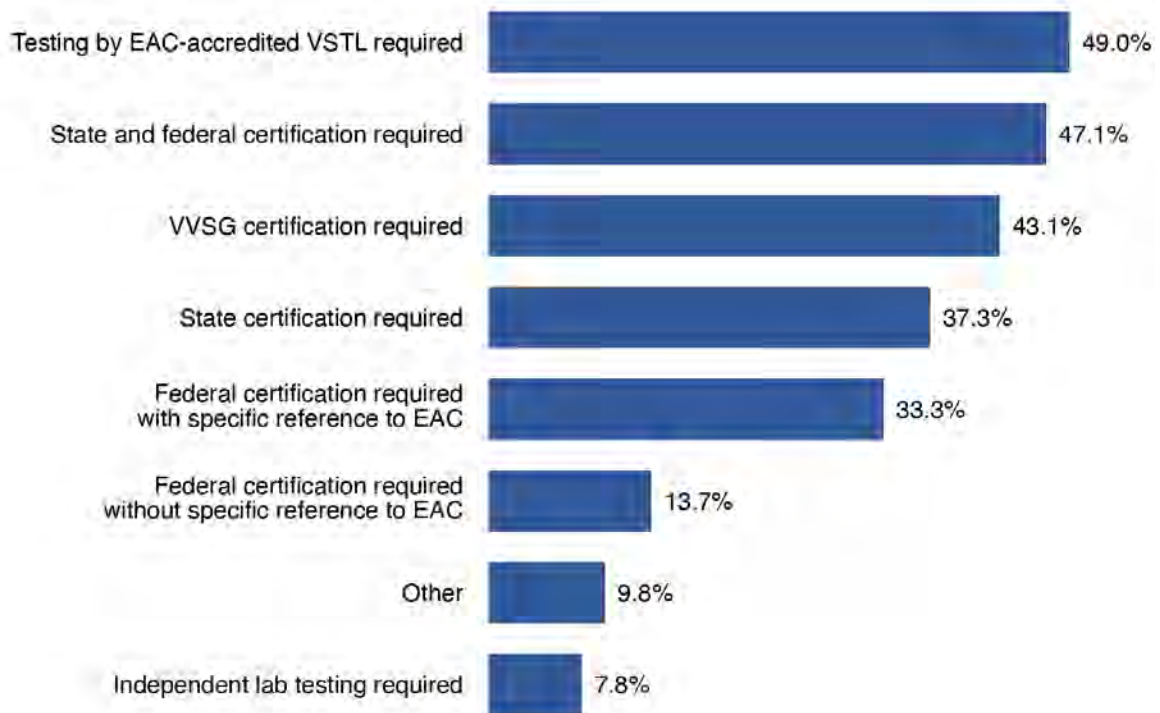 Testing by EAC-accredited VSTL required
49.0%
State and federal certification required
47.1%
VVSG certification required
43.1%
State certification required
37.3%
Federal certification required
with specific reference to EAC
33.3%
Federal certification required
without specific reference to EAC
13.7%
Other
9.8%
Independent lab testing required
7.8%